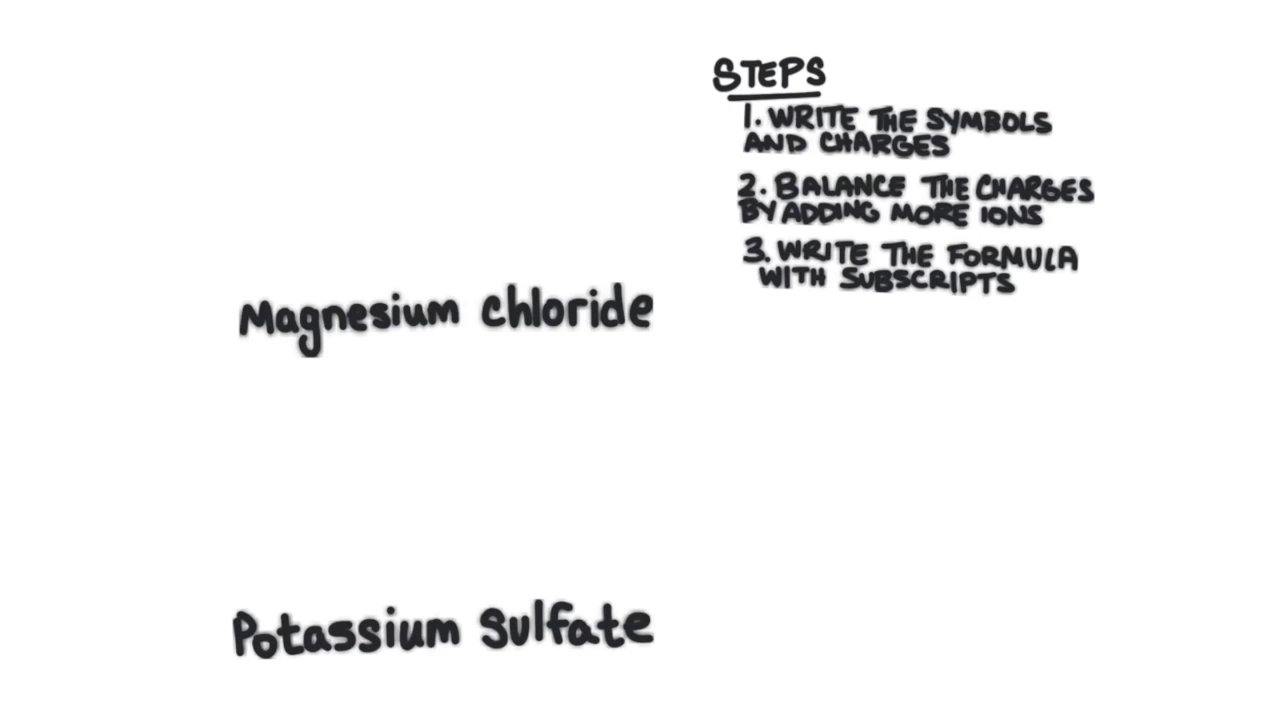 STEPS
1. WRITE THE SYMBOLS
AND CHARGES
2. BALANCE THE CHARGES
BY ADDING MORE IONS
3. WRITE THE FORMULA
WITH SUBSCRIPTS
Magnesium chloride
Potassium sulfate